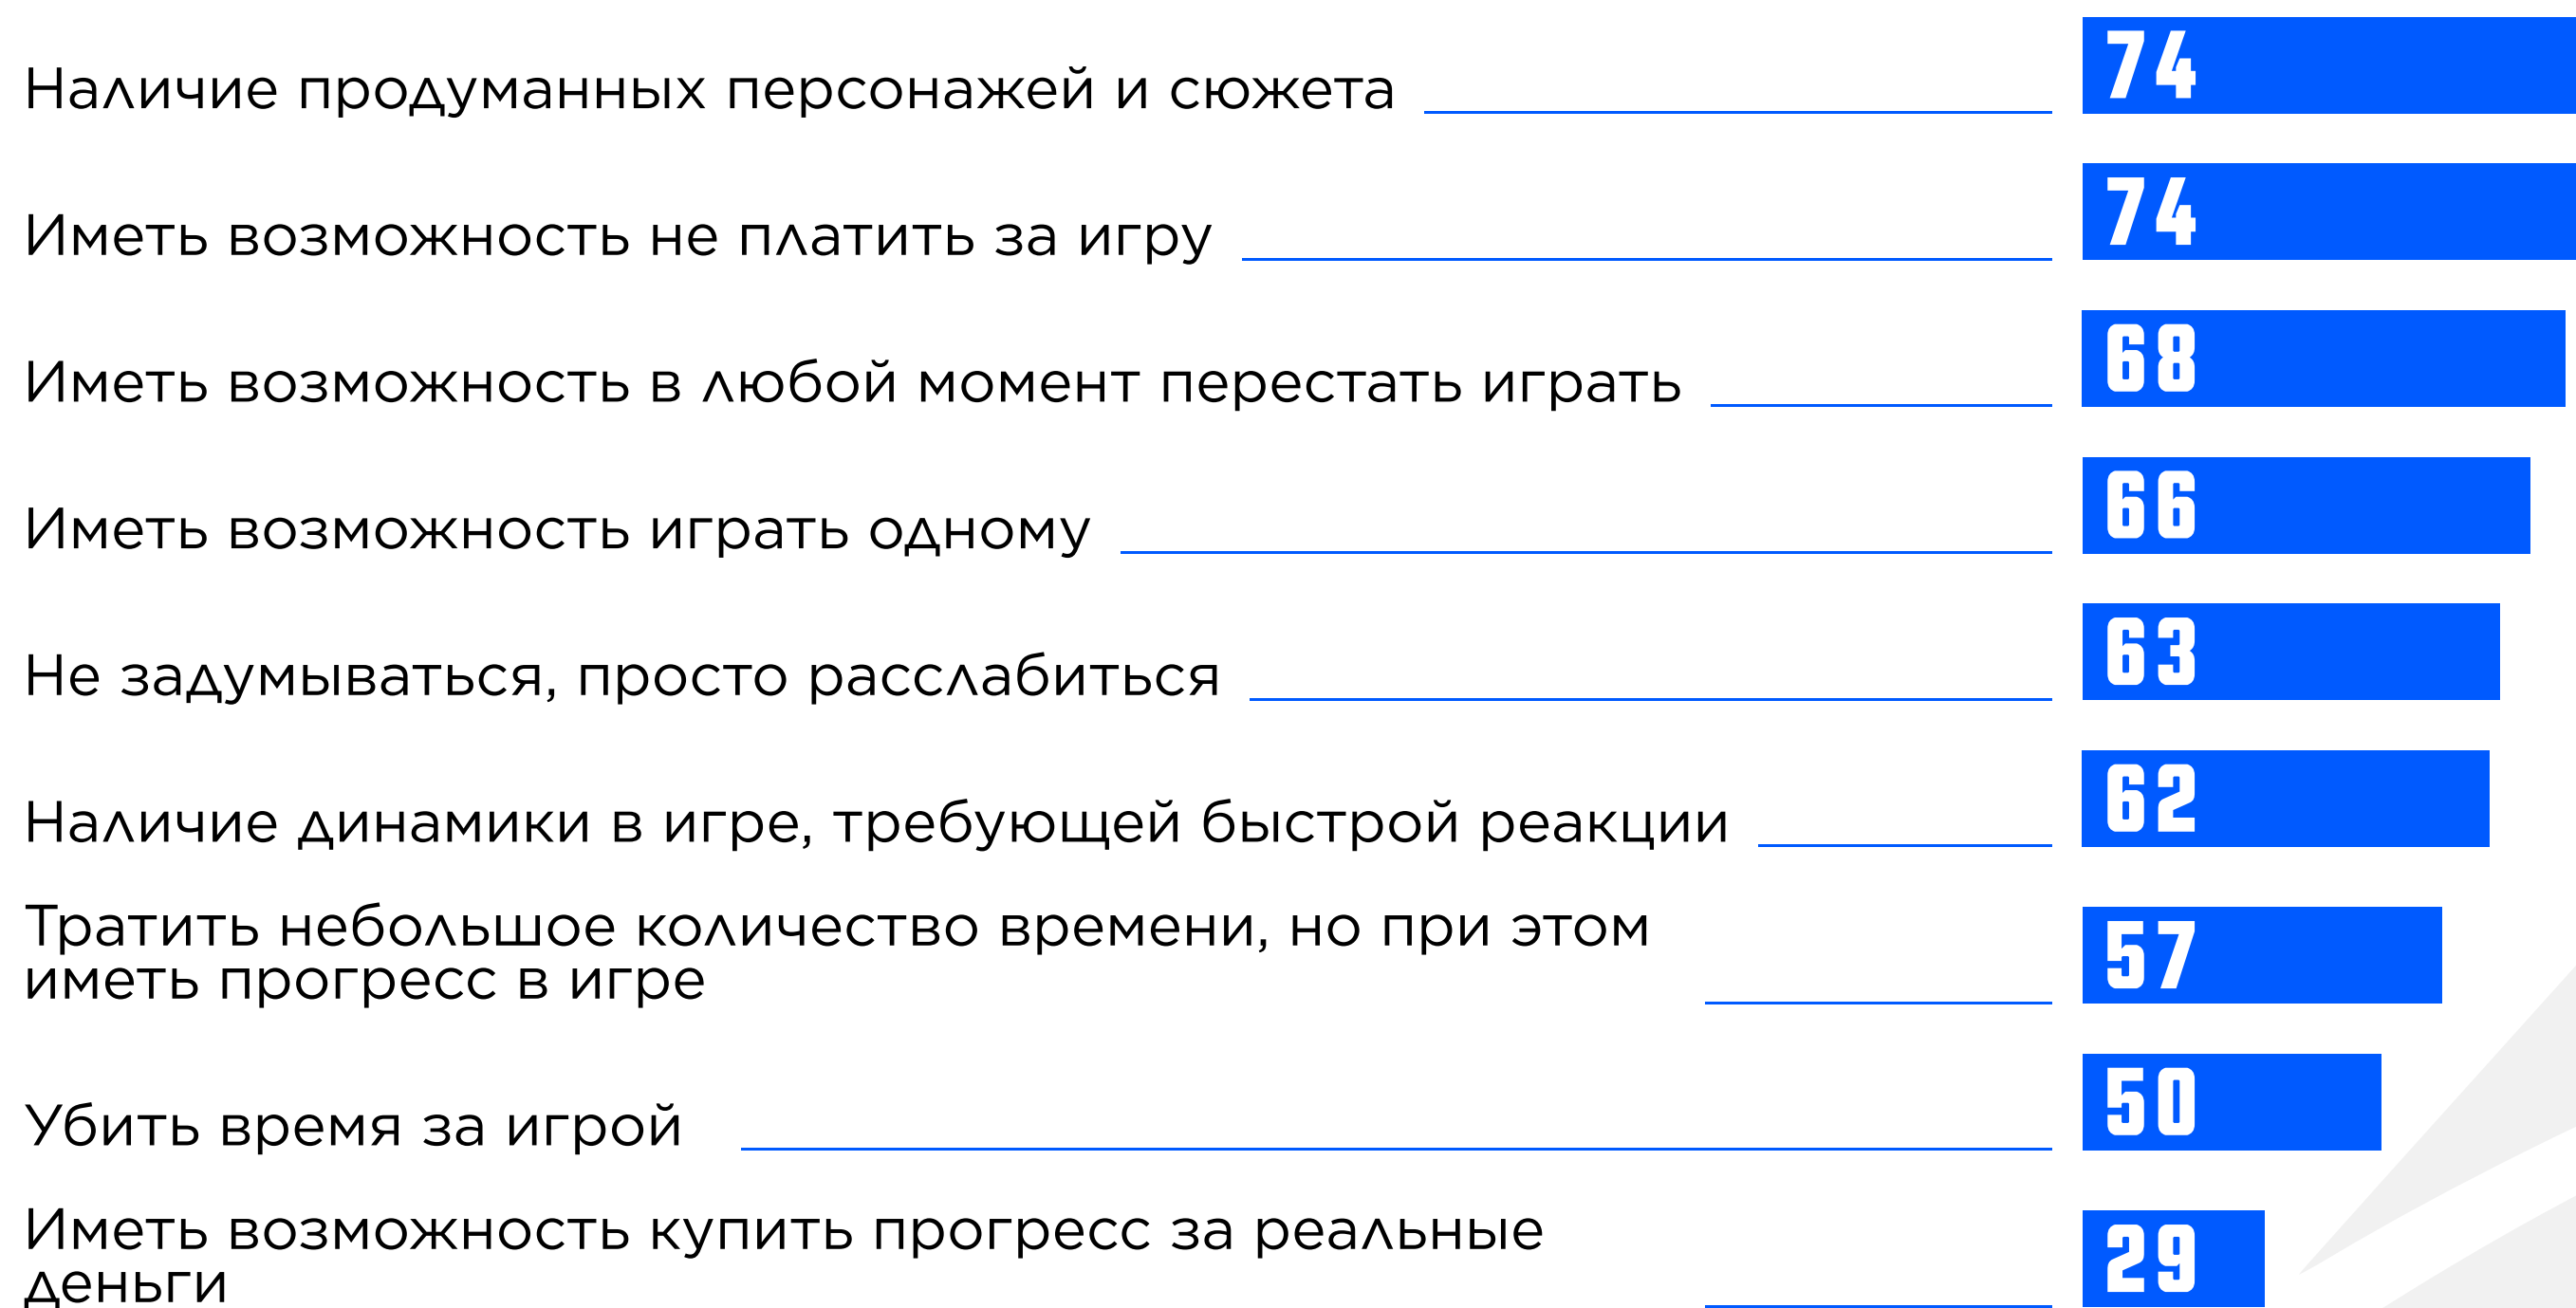 Наличие продуманных персонажей и сюжета 74
Иметь возможность не платить за игру 74
Иметь возможность в любой момент перестать играть 68
Иметь возможность играть одному 66
Не задумываться, просто расслабиться 63
Наличие динамики в игре, требующей быстрой реакции 62
Тратить небольшое количество времени, но при этом
иметь прогресс в игре 57
Убить время за игрой 50
Иметь возможность купить прогресс за реальные
деньги 29